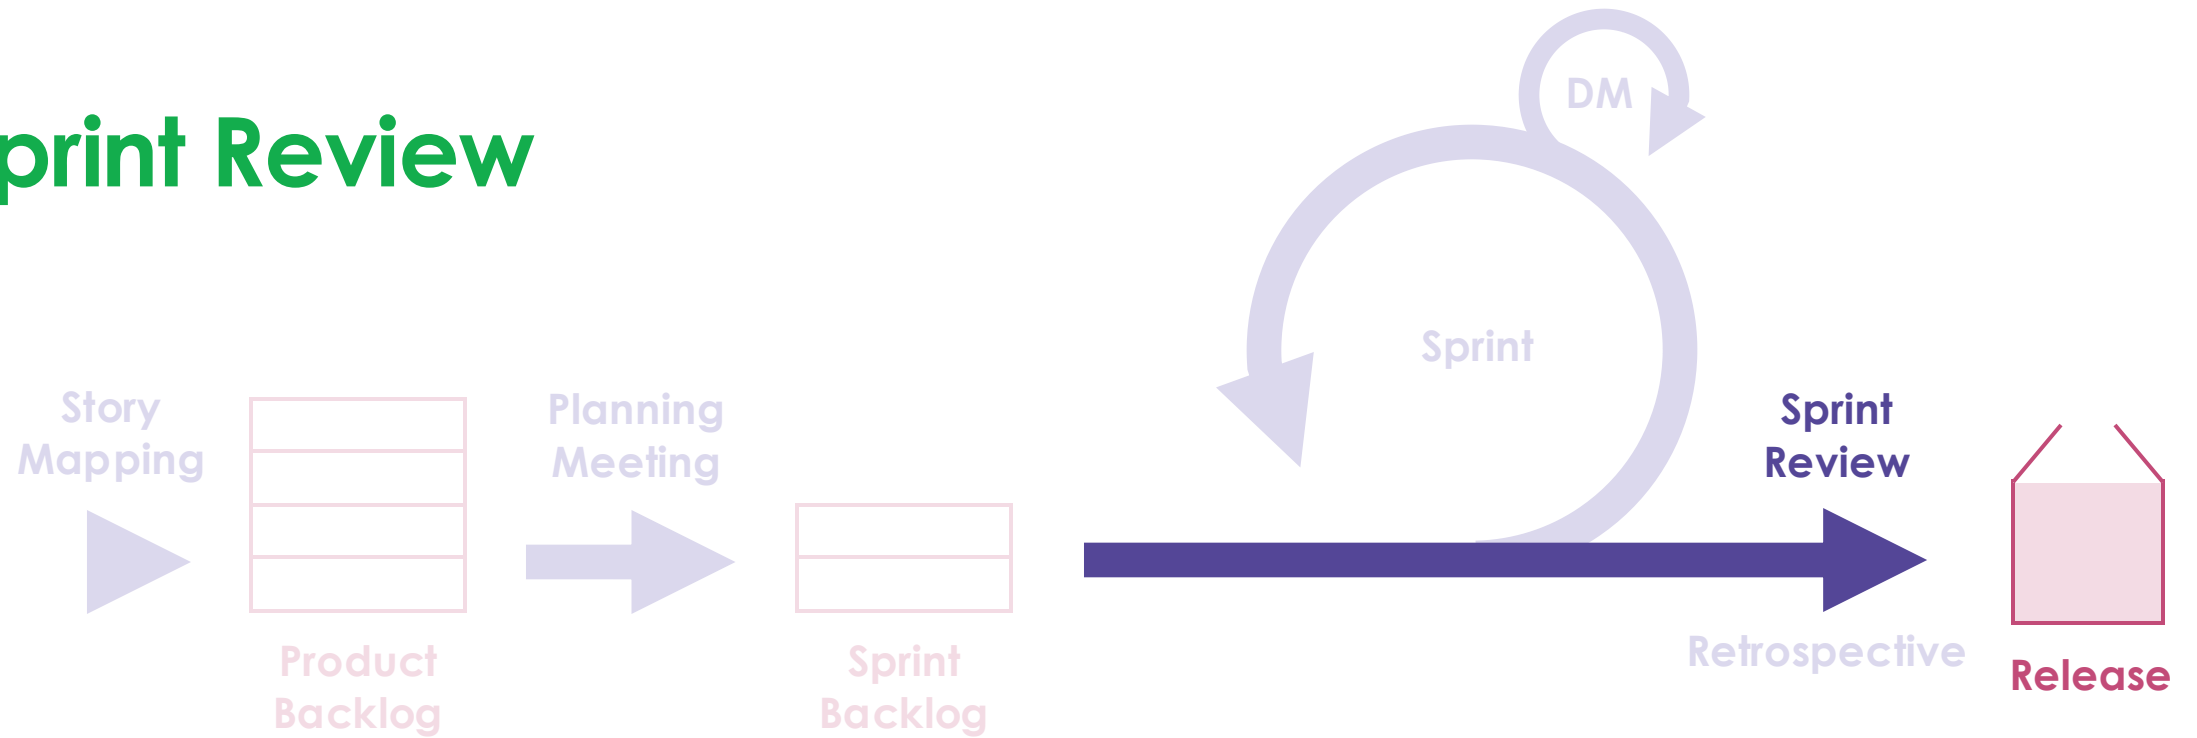 print Review
DM
Sprint
Story
Mapping
Planning
Meeting
Sprint
Review
Product
Backlog
Sprint
Backlog
Retrospective
Release